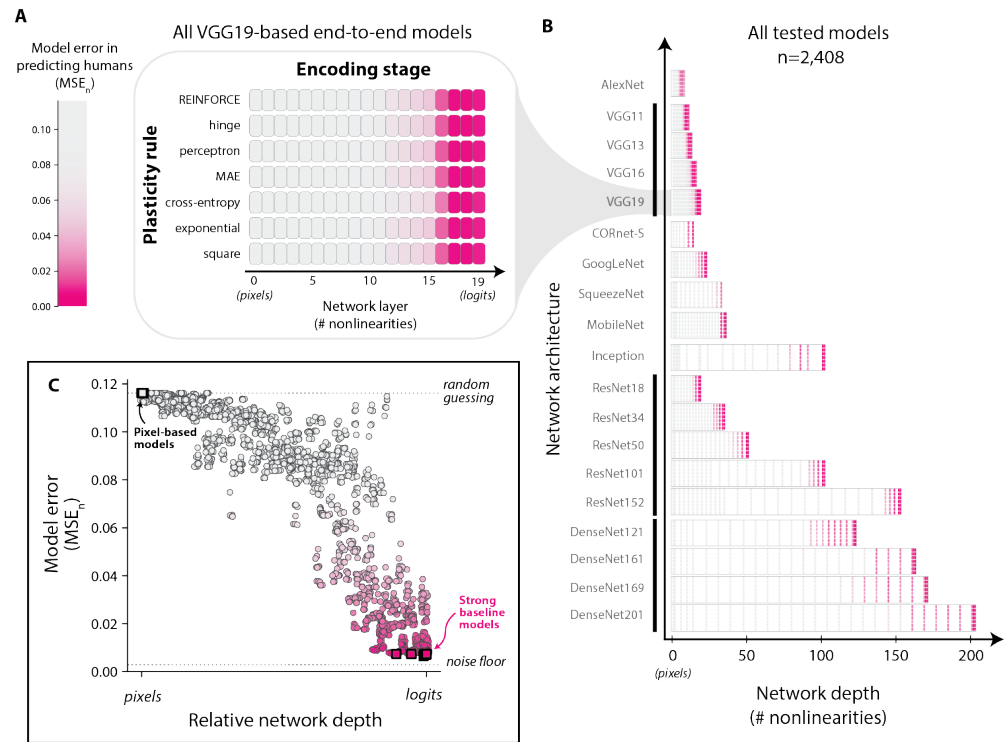 A
All VGG19-based end-to-end models
Model error in
predicting humans
(MSEn)
0.10
0.08
0.06
0.04
0.02
0.00
Encoding stage
Plasticity rule
REINFORCE
hinge
perceptron
MAE
cross-entropy
exponential
square
0 5 10 15 19
(pixels) (logits)
Network layer
(# nonlinearities)
B
All tested models
n=2,408
Network architecture
AlexNet
VGG11
VGG13
VGG16
VGG19
CORnet-S
GoogLeNet
SqueezeNet
MobileNet
Inception
ResNet18
ResNet34
ResNet50
ResNet101
ResNet152
DenseNet121
DenseNet161
DenseNet169
DenseNet201
0 50 100 150 200
(pixels)
Network depth
(# nonlinearities)
C
Model error
(MSEn)
0.12
0.10
0.08
0.06
0.04
0.02
0.00
random
guessing
Pixel-based
models
Strong
baseline
models
noise floor
pixels logits
Relative network depth